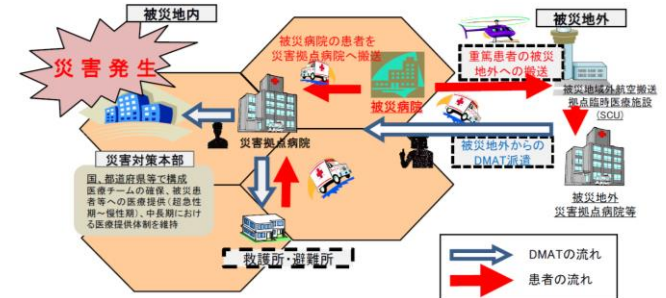 被災地内
被災地外
災害発生
被災病院の患者を
災害拠点病院へ搬送
重篤患者の被災
地外への搬送
被災病院
被災地域外航空搬送
拠点臨時医療施設
(SCU)
災害拠点病院
被災地外からの
DMAT派遣
災害対策本部
国、都道府県等で構成
医療チームの確保、被災患
者等への医療提供(超急性
期~慢性期)、中長期におけ
る医療提供体制を維持
被災地外
災害拠点病院等
救護所・避難所
DMATの流れ
患者の流れ